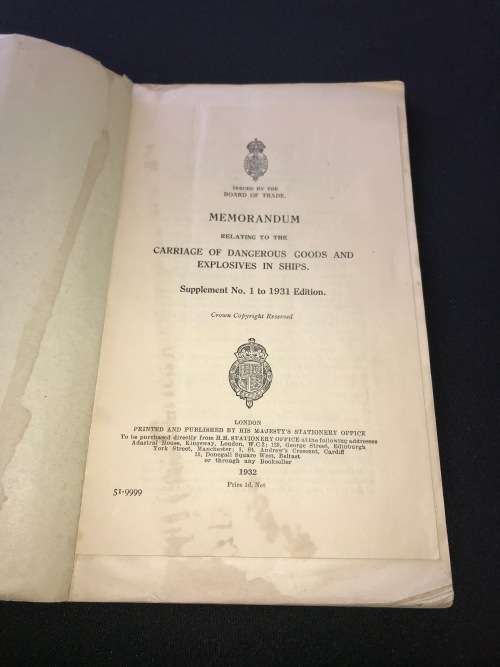 ISSUED BY THE
BOARD OF TRADE.
MEMORANDUM
RELATING TO THE
CARRIAGE OF DANGEROUS GOODS AND
EXPLOSIVES IN SHIPS.
Supplement No. 1 to 1931 Edition.
Crown Copyright Reserved
LONDON
PRINTED AND PUBLISHED BY HIS MAJESTY'S STATIONERY OFFICE
To be purchased directly from H.M. STATIONERY OFFICE at the following addresses
Adastral House, Kingsway, London, W.C.2; 120, George Street, Edinburgh
York Street, Manchester; 1, St. Andrew's Crescent, Cardiff
15, Donegall Square West, Belfast
or through any Bookseller
1932
Price 1d. Net
51-9999